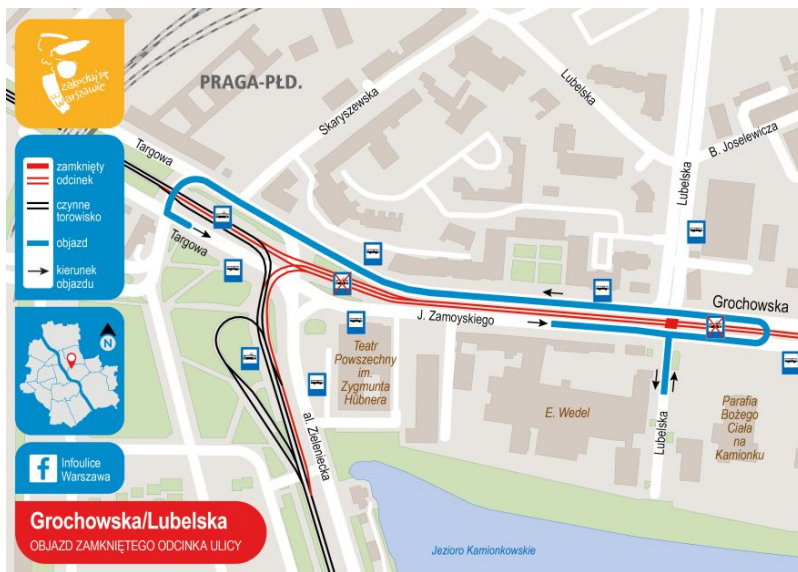 zakochaj się
w
warszawie
PRAGA-PŁD.
Skaryszewska
Lubelska
B. Joselewicza
Lubelska
Targowa
Targowa
zamknięty
odcinek
czynne
torowisko
objazd
kierunek
objazdu
Grochowska
J. Zamoyskiego
N
Teatr
Powszechny
im.
Zygmunta
Hübnera
E. Wedel
Parafia
Bożego
Ciała
na
Kamionku
Lubelska
al. Zieleniecka
f
Infoulice
Warszawa
Grochowska/Lubelska
OBJAZD ZAMKNIĘTEGO ODCINKA ULICY
Jezioro Kamionkowskie